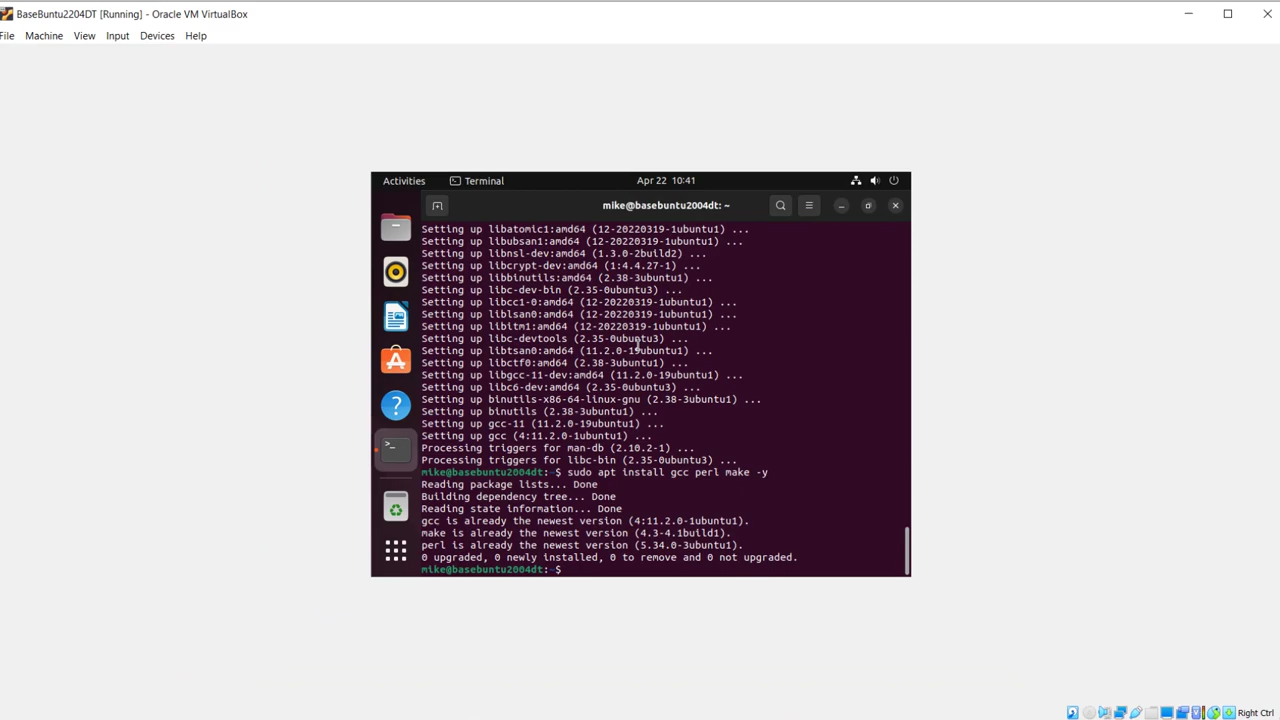 BaseBuntu2204DT [Running] - Oracle VM VirtualBox
File Machine View Input Devices Help
Activities Terminal Apr 22 10:41
mike@basebuntu2004dt: ~
Setting up libatomic1:amd64 (12-20220319-1ubuntu1) ...
Setting up libubsan1:amd64 (12-20220319-1ubuntu1) ...
Setting up libnsl-dev:amd64 (1.3.0-2build2) ...
Setting up libcrypt-dev:amd64 (1:4.4.27-1) ...
Setting up libbinutils:amd64 (2.38-3ubuntu1) ...
Setting up libc-dev-bin (2.35-0ubuntu3) ...
Setting up libcc1-0:amd64 (12-20220319-1ubuntu1) ...
Setting up liblsan0:amd64 (12-20220319-1ubuntu1) ...
Setting up libitm1:amd64 (12-20220319-1ubuntu1) ...
Setting up libc-devtools (2.35-0ubuntu3) ...
Setting up libtsan0:amd64 (11.2.0-19ubuntu1) ...
Setting up libctf0:amd64 (2.38-3ubuntu1) ...
Setting up libgcc-11-dev:amd64 (11.2.0-19ubuntu1) ...
Setting up libc6-dev:amd64 (2.35-0ubuntu3) ...
Setting up binutils-x86-64-linux-gnu (2.38-3ubuntu1) ...
Setting up binutils (2.38-3ubuntu1) ...
Setting up gcc-11 (11.2.0-19ubuntu1) ...
Setting up gcc (4:11.2.0-1ubuntu1) ...
Processing triggers for man-db (2.10.2-1) ...
Processing triggers for libc-bin (2.35-0ubuntu3) ...
mike@basebuntu2004dt:~$ sudo apt install gcc perl make -y
Reading package lists... Done
Building dependency tree... Done
Reading state information... Done
gcc is already the newest version (4:11.2.0-1ubuntu1).
make is already the newest version (4.3-4.1build1).
perl is already the newest version (5.34.0-3ubuntu1).
0 upgraded, 0 newly installed, 0 to remove and 0 not upgraded.
mike@basebuntu2004dt:~$
Right Ctrl